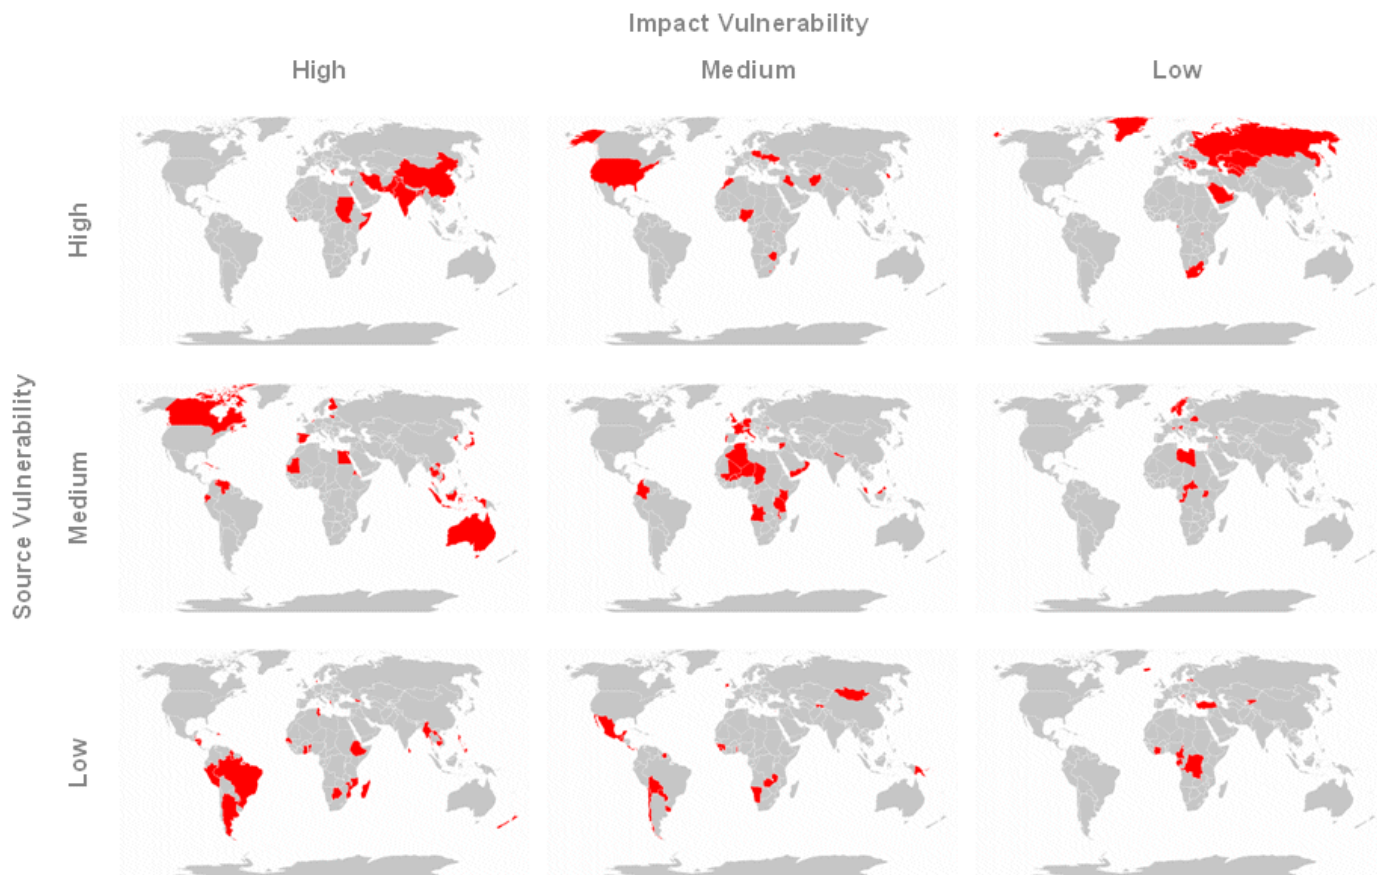 Impact Vulnerability
High
Medium
Low
Source Vulnerability
High
Medium
Low